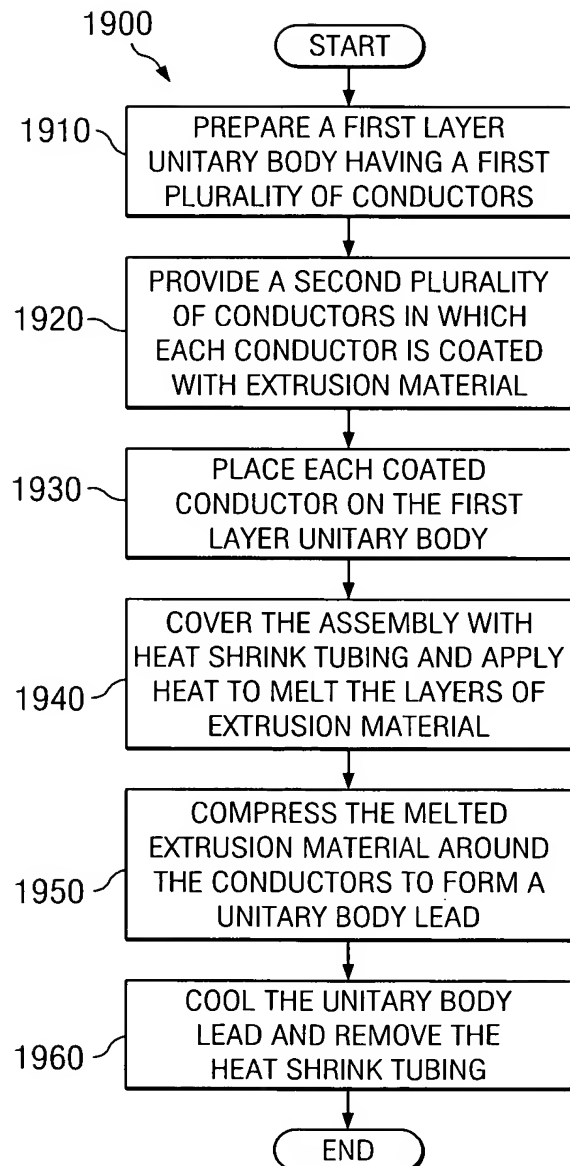 1900
START
1910
PREPARE A FIRST LAYER
UNITARY BODY HAVING A FIRST
PLURALITY OF CONDUCTORS
1920
PROVIDE A SECOND PLURALITY
OF CONDUCTORS IN WHICH
EACH CONDUCTOR IS COATED
WITH EXTRUSION MATERIAL
1930
PLACE EACH COATED
CONDUCTOR ON THE FIRST
LAYER UNITARY BODY
1940
COVER THE ASSEMBLY WITH
HEAT SHRINK TUBING AND APPLY
HEAT TO MELT THE LAYERS OF
EXTRUSION MATERIAL
1950
COMPRESS THE MELTED
EXTRUSION MATERIAL AROUND
THE CONDUCTORS TO FORM A
UNITARY BODY LEAD
1960
COOL THE UNITARY BODY
LEAD AND REMOVE THE
HEAT SHRINK TUBING
END